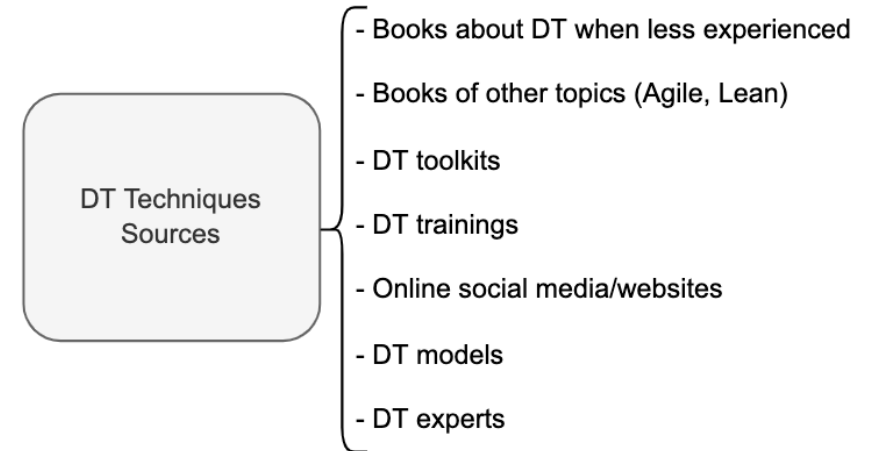 DT Techniques
Sources
- Books about DT when less experienced
- Books of other topics (Agile, Lean)
- DT toolkits
- DT trainings
- Online social media/websites
- DT models
- DT experts